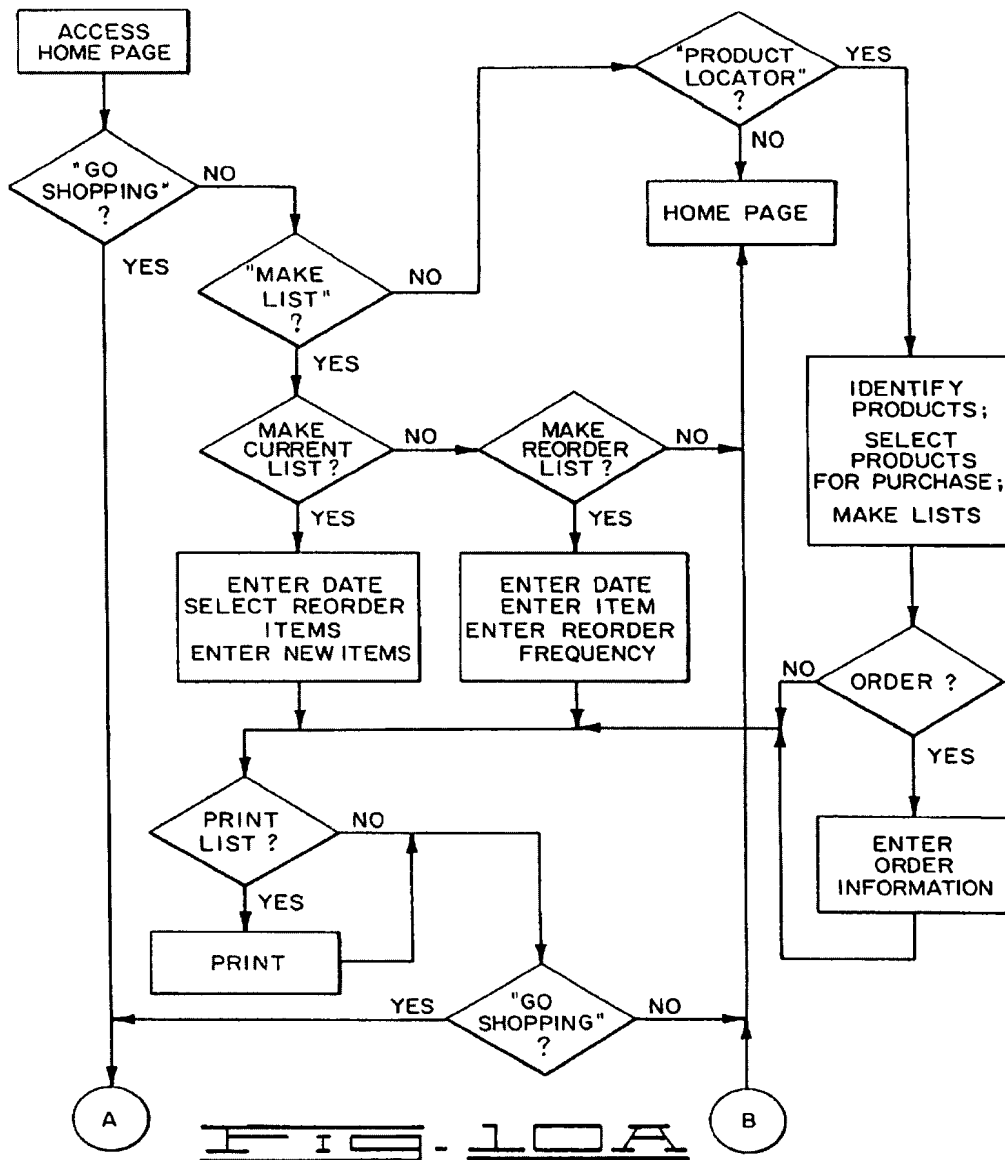 ACCESS
HOME PAGE
"GO
SHOPPING"
?
NO
YES
"MAKE
LIST"
?
NO
YES
"PRODUCT
LOCATOR"
?
YES
NO
HOME PAGE
MAKE
CURRENT
LIST ?
NO
YES
MAKE
REORDER
LIST ?
NO
YES
IDENTIFY
PRODUCTS;
SELECT
PRODUCTS
FOR PURCHASE;
MAKE LISTS
ENTER DATE
SELECT REORDER
ITEMS
ENTER NEW ITEMS
ENTER DATE
ENTER ITEM
ENTER REORDER
FREQUENCY
ORDER ?
NO
YES
ENTER
ORDER
INFORMATION
PRINT
LIST ?
NO
YES
PRINT
"GO
SHOPPING"
?
YES
NO
A
B